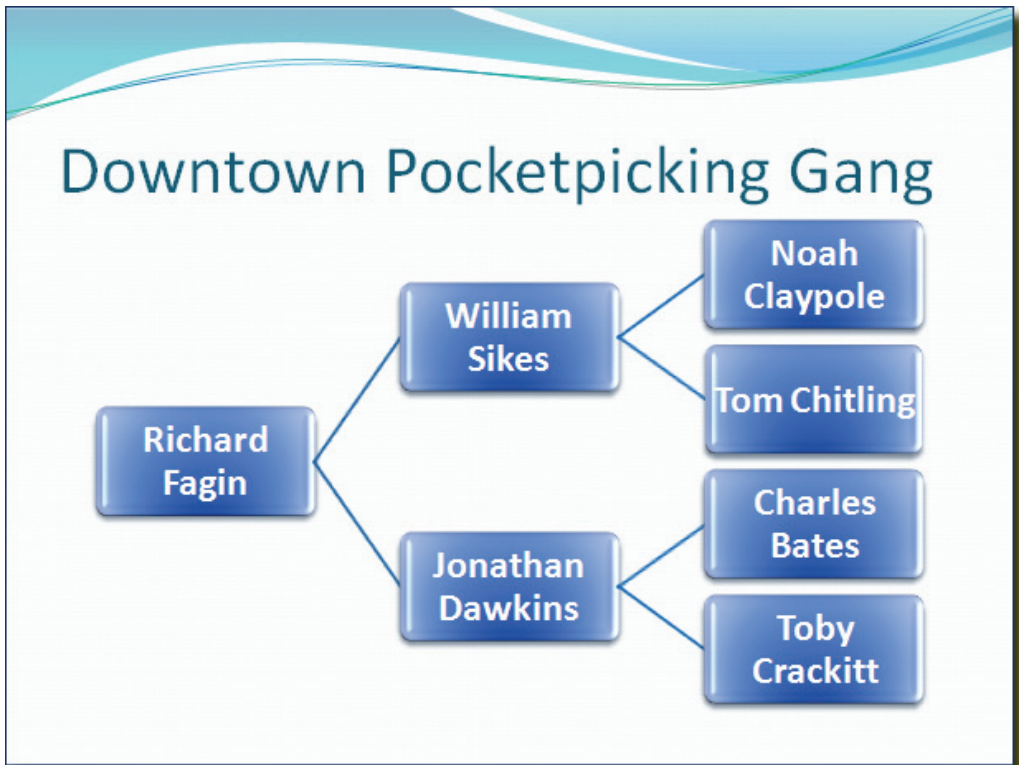 Downtown Pocketpicking Gang
Richard
Fagin
William
Sikes
Jonathan
Dawkins
Noah
Claypole
Tom Chitling
Charles
Bates
Toby
Crackitt